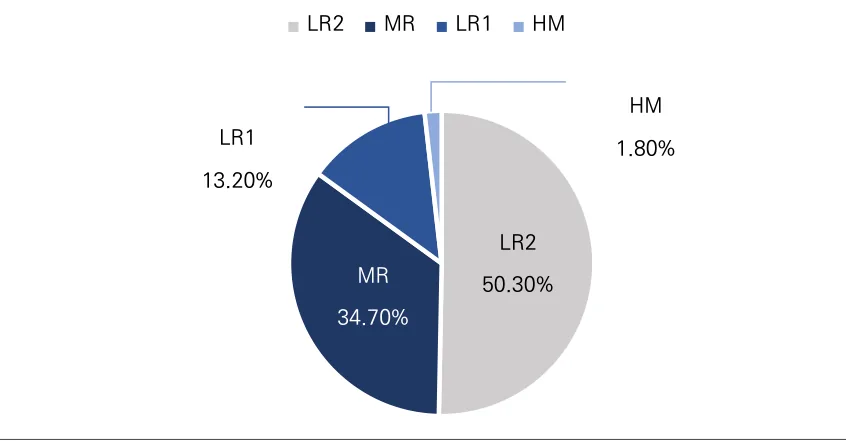 LR2 MR LR1 HM
HM
1.80%
LR1
13.20%
LR2
50.30%
MR
34.70%